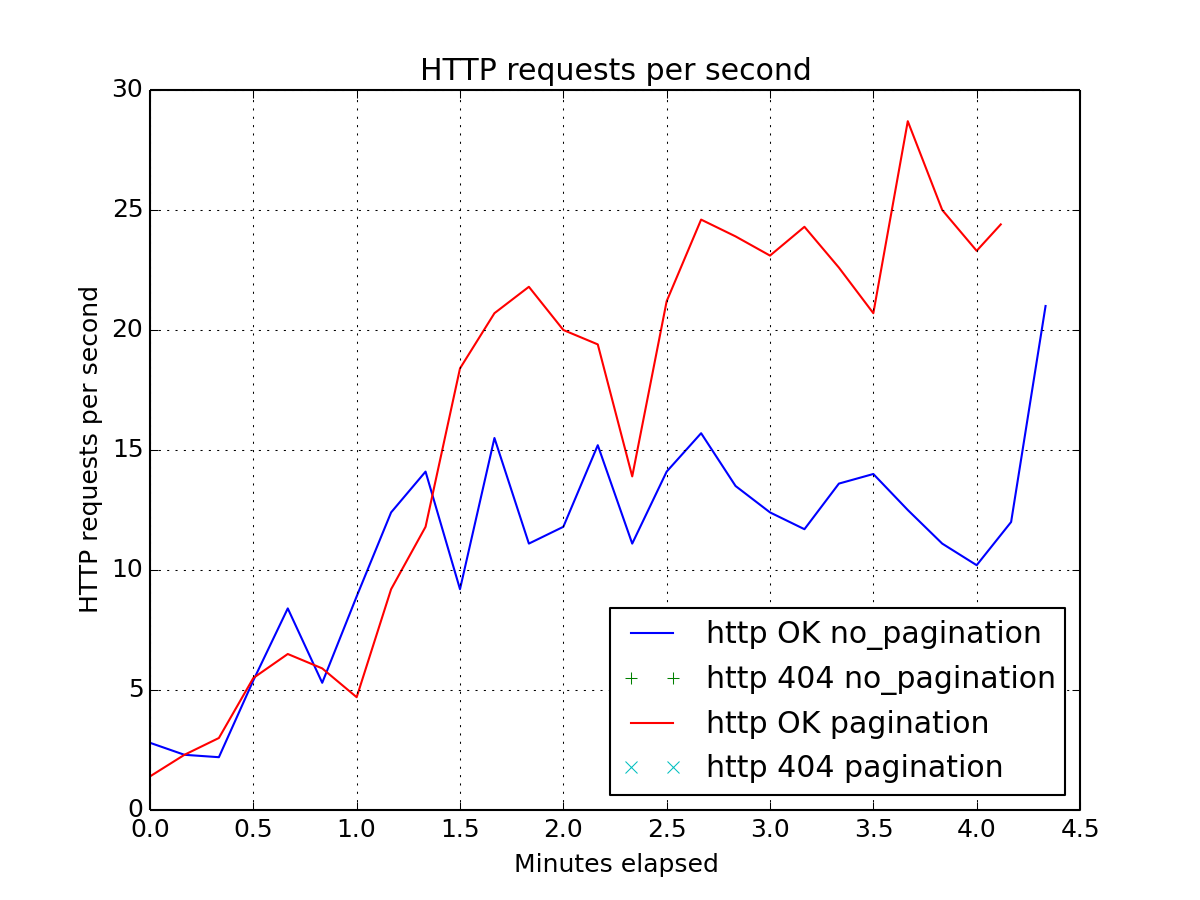 HTTP requests per second
30
25
20
15
10
5
0
HTTP requests per second
http OK no_pagination
http 404 no_pagination
http OK pagination
http 404 pagination
0.0 0.5 1.0 1.5 2.0 2.5 3.0 3.5 4.0 4.5
Minutes elapsed